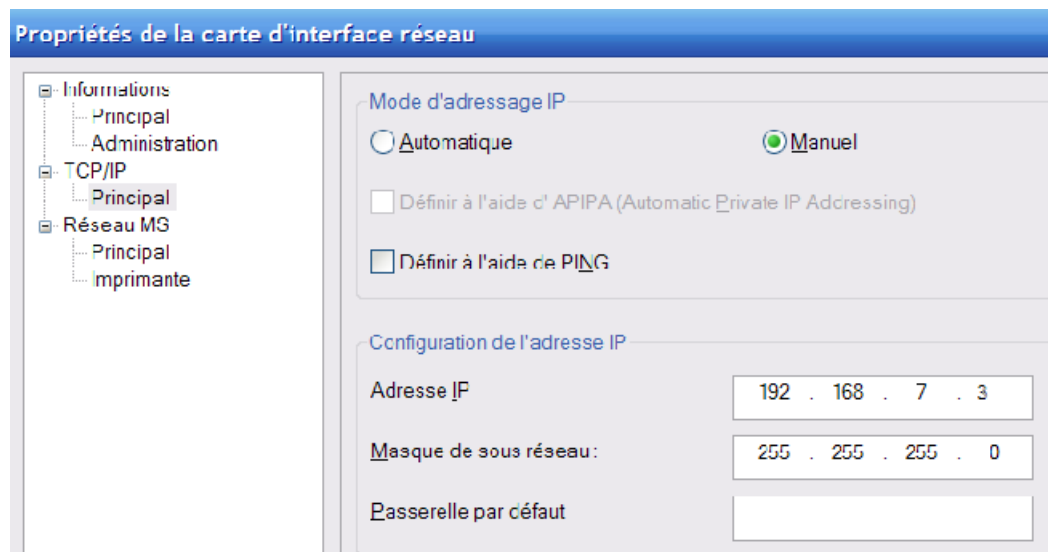 Propriétés de la carte d'interface réseau
Informations
Principal
Administration
TCP/IP
Principal
Réseau MS
Principal
Imprimante
Mode d'adressage IP
Automatique
Manuel
Définir à l'aide d' APIPA (Automatic Private IP Addressing)
Définir à l'aide de PING
Configuration de l'adresse IP
Adresse IP
192 . 168 . 7 . 3
Masque de sous réseau :
255 . 255 . 255 . 0
Passerelle par défaut